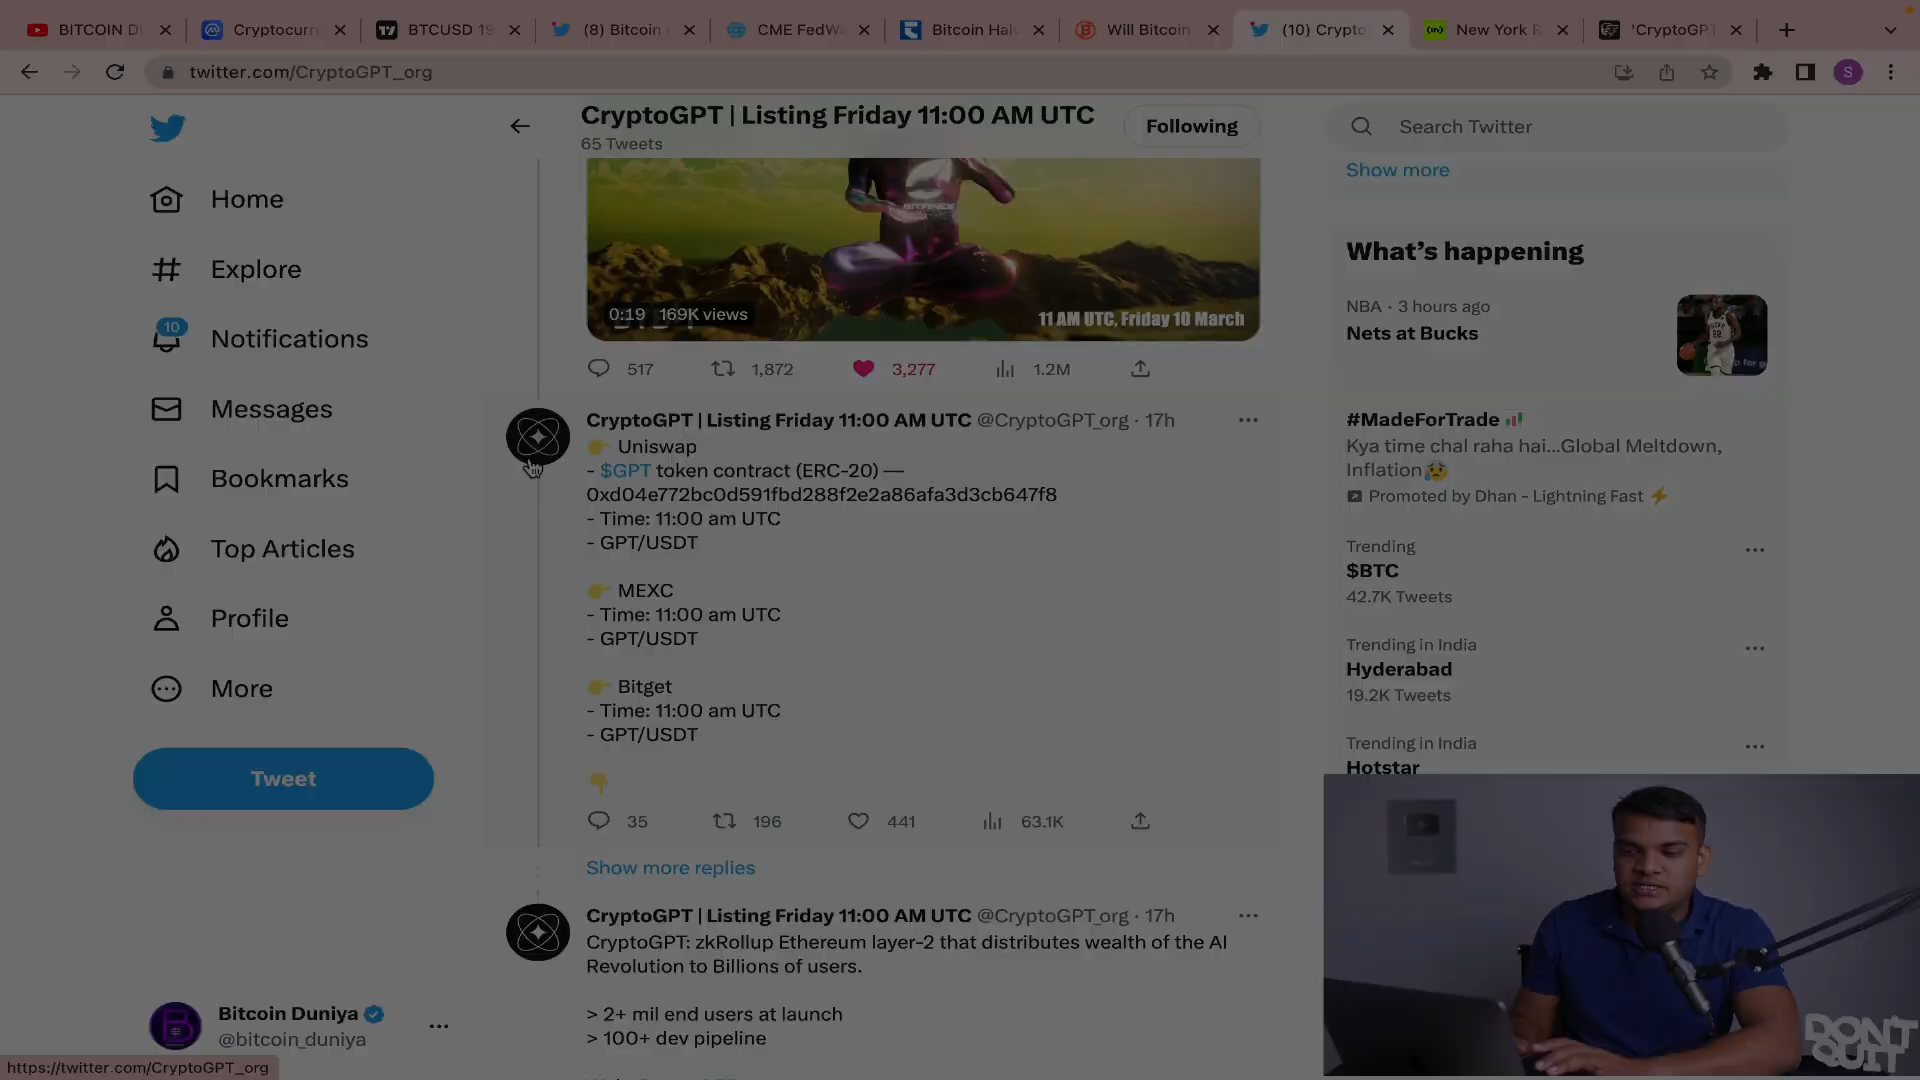 BITCOIN D
Cryptocurr
BTCUSD 19
(8) Bitcoin
CME FedWa
Bitcoin Hal
Will Bitcoin
(10) Crypto
New York R
'CryptoGPT
twitter.com/CryptoGPT_org
S
CryptoGPT | Listing Friday 11:00 AM UTC
65 Tweets
Following
Search Twitter
Show more
Home
Explore
10
Notifications
Messages
Bookmarks
Top Articles
Profile
More
Tweet
Bitcoin Duniya
@bitcoin_duniya
https://twitter.com/CryptoGPT_org
BITFINEX
0:19 169K views
11 AM UTC, Friday 10 March
517 1,872 3,277 1.2M
CryptoGPT | Listing Friday 11:00 AM UTC @CryptoGPT_org · 17h
👉 Uniswap
- $GPT token contract (ERC-20) —
0xd04e772bc0d591fbd288f2e2a86afa3d3cb647f8
- Time: 11:00 am UTC
- GPT/USDT
👉 MEXC
- Time: 11:00 am UTC
- GPT/USDT
👉 Bitget
- Time: 11:00 am UTC
- GPT/USDT
👇
35 196 441 63.1K
Show more replies
CryptoGPT | Listing Friday 11:00 AM UTC @CryptoGPT_org · 17h
CryptoGPT: zkRollup Ethereum layer-2 that distributes wealth of the AI
Revolution to Billions of users.
> 2+ mil end users at launch
> 100+ dev pipeline
What's happening
NBA · 3 hours ago
Nets at Bucks
#MadeForTrade
Kya time chal raha hai...Global Meltdown,
Inflation😰
Promoted by Dhan - Lightning Fast ⚡
Trending
$BTC
42.7K Tweets
Trending in India
Hyderabad
19.2K Tweets
Trending in India
Hotstar
DON'T
QUIT